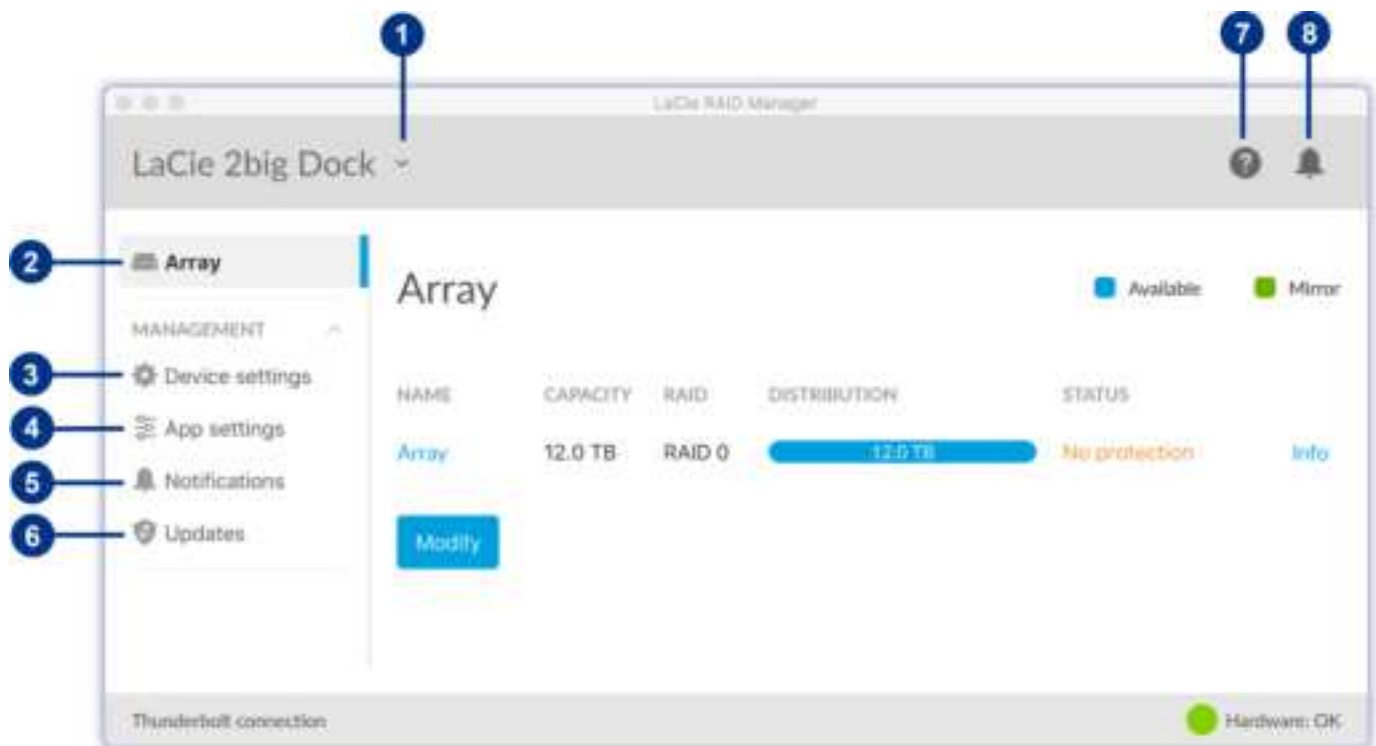 1
7 8
LaCie RAID Manager
LaCie 2big Dock
2
Array
Array
Available
Mirror
MANAGEMENT
3
Device settings
NAME CAPACITY RAID DISTRIBUTION STATUS
4
App settings
Array 12.0 TB RAID 0 12.0 TB No protection Info
5
Notifications
6
Updates
Modify
Thunderbolt connection
Hardware: OK